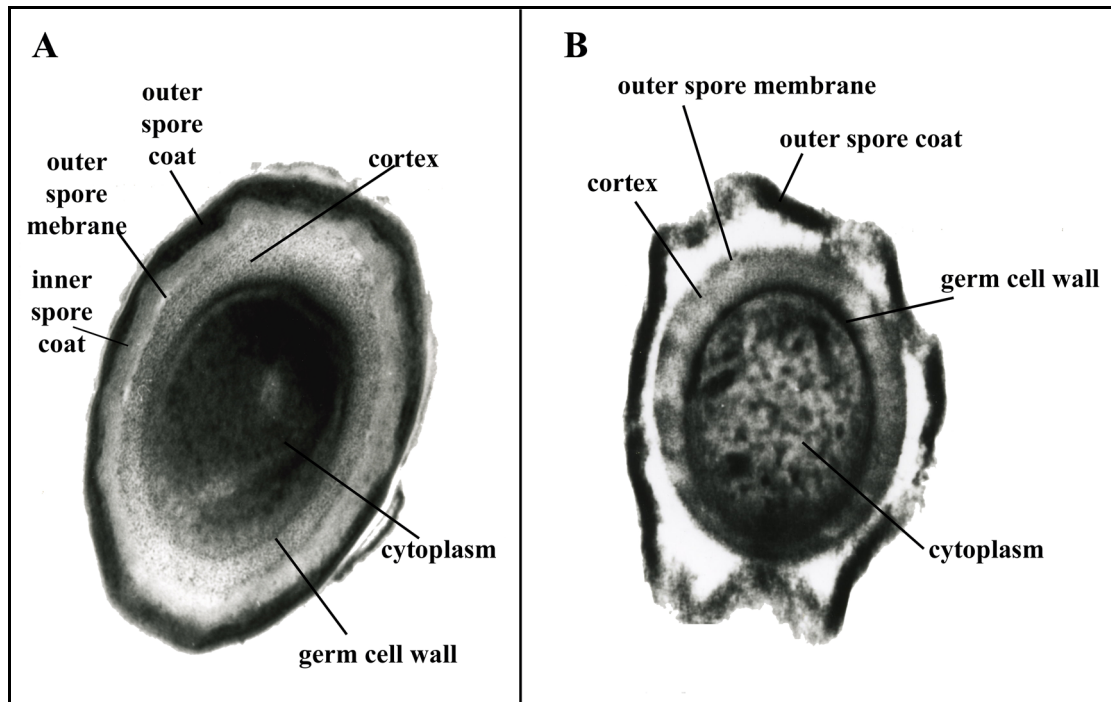 A
outer
spore
coat
outer
spore
mebrane
cortex
inner
spore
coat
cytoplasm
germ cell wall
B
outer spore membrane
outer spore coat
cortex
germ cell wall
cytoplasm